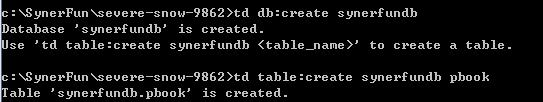 c:\SynerFun\severe-snow-9862>td db:create synerfundb
Database 'synerfundb' is created.
Use 'td table:create synerfundb <table_name>' to create a table.
c:\SynerFun\severe-snow-9862>td table:create synerfundb pbook
Table 'synerfundb.pbook' is created.